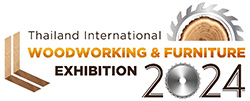 Thailand International
WOODWORKING & FURNITURE
EXHIBITION 2024